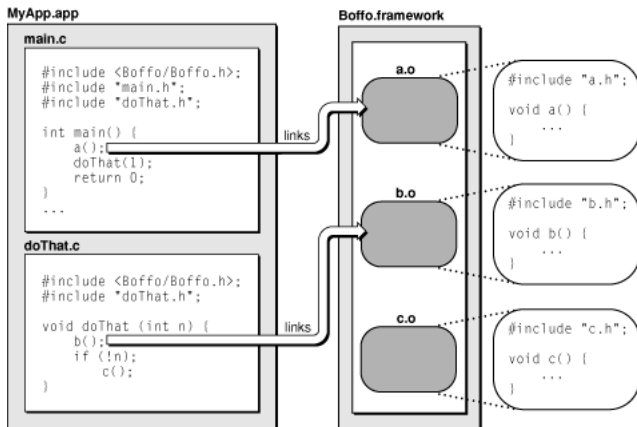 MyApp.app
main.c
#include <Boffo/Boffo.h>;
#include "main.h";
#include "doThat.h";
int main() {
a();
doThat(1);
return 0;
}
...
doThat.c
#include <Boffo/Boffo.h>;
#include "doThat.h";
void doThat (int n) {
b();
if (!n);
c();
}
links
links
Boffo.framework
a.o
b.o
c.o
#include "a.h";
void a() {
...
}
#include "b.h";
void b() {
...
}
#include "c.h";
void c() {
...
}